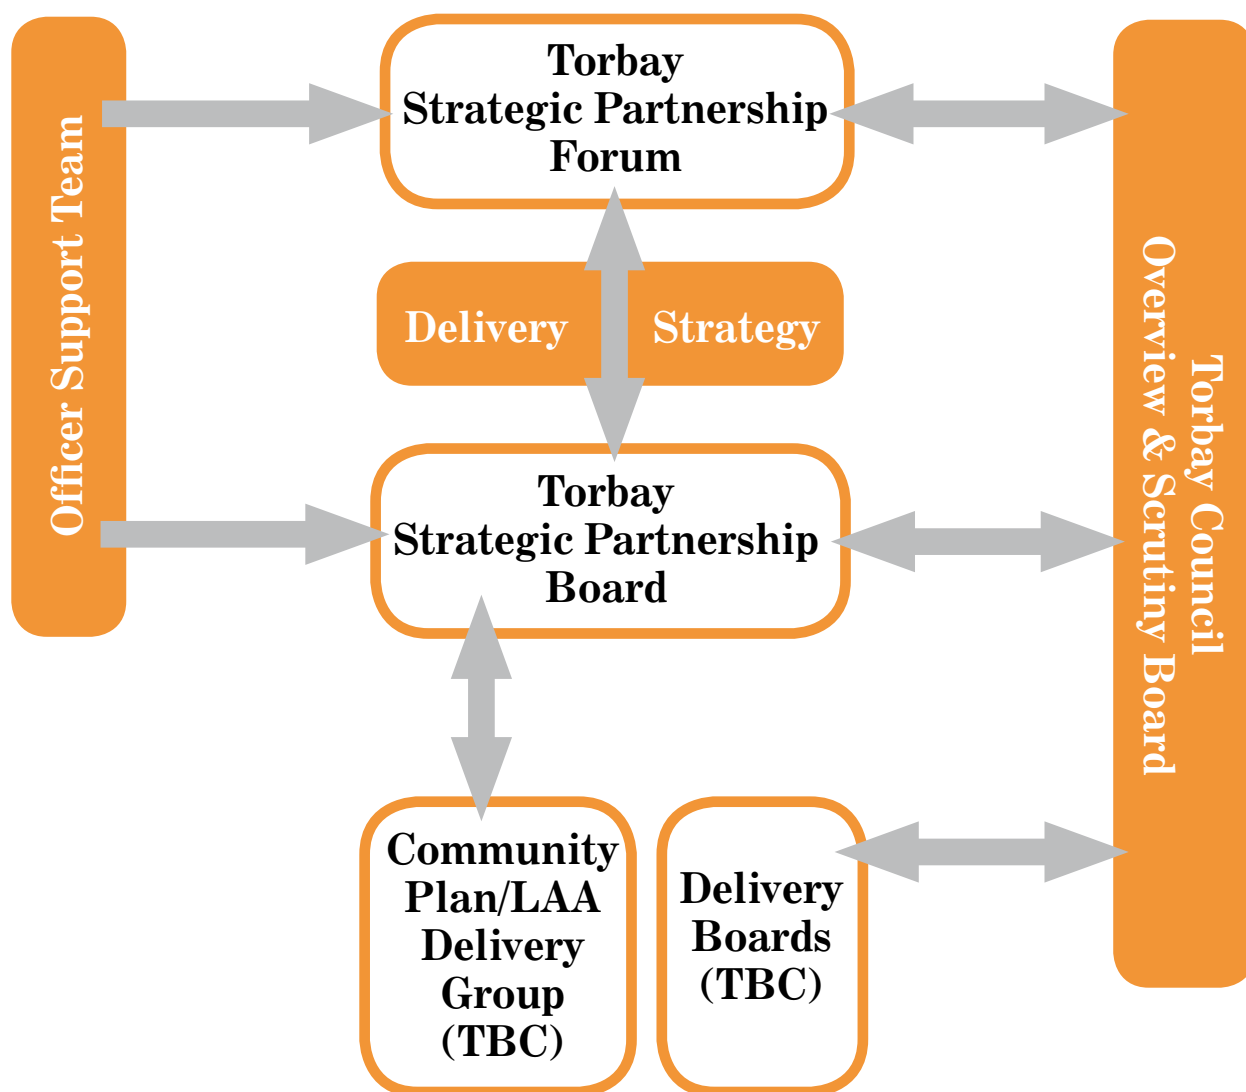 Officer Support Team
Torbay
Strategic Partnership
Forum
Delivery
Strategy
Torbay
Strategic Partnership
Board
Community
Plan/LAA
Delivery
Group
(TBC)
Delivery
Boards
(TBC)
Torbay Council
Overview & Scrutiny Board